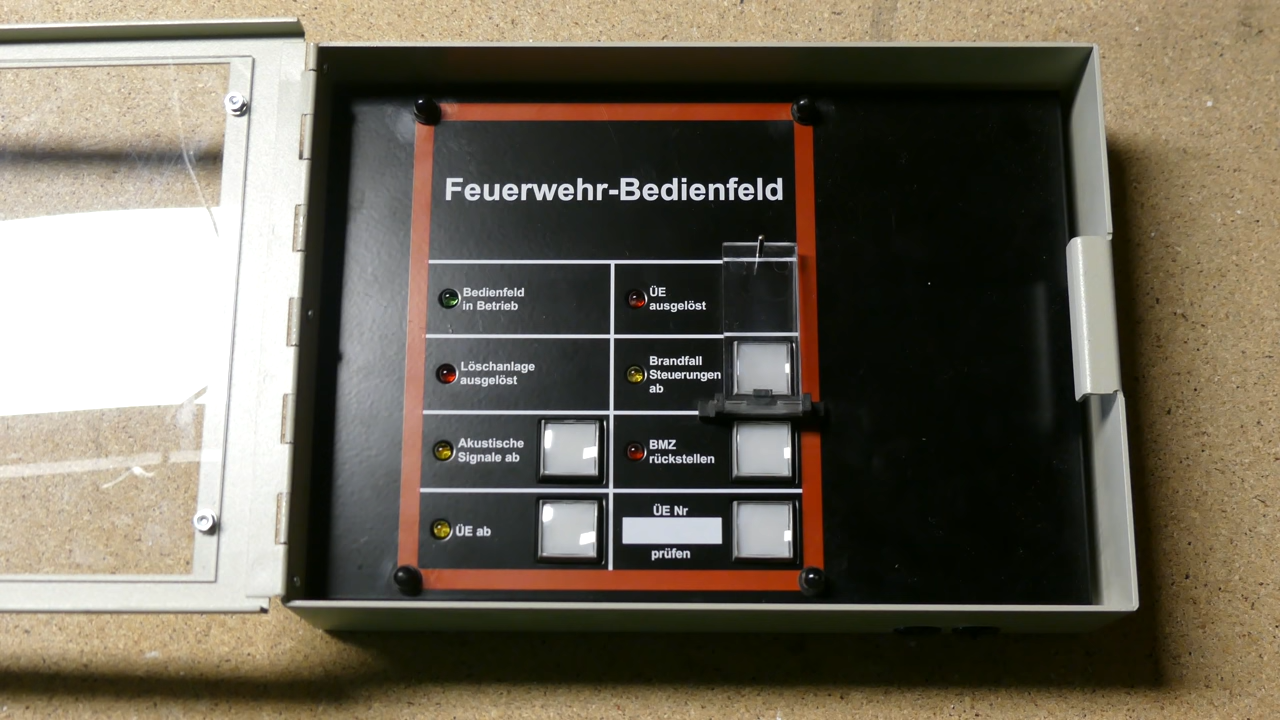 Feuerwehr-Bedienfeld
Bedienfeld
in Betrieb
ÜE
ausgelöst
Löschanlage
ausgelöst
Brandfall
Steuerungen
ab
Akustische
Signale ab
BMZ
rückstellen
ÜE ab
ÜE Nr
prüfen